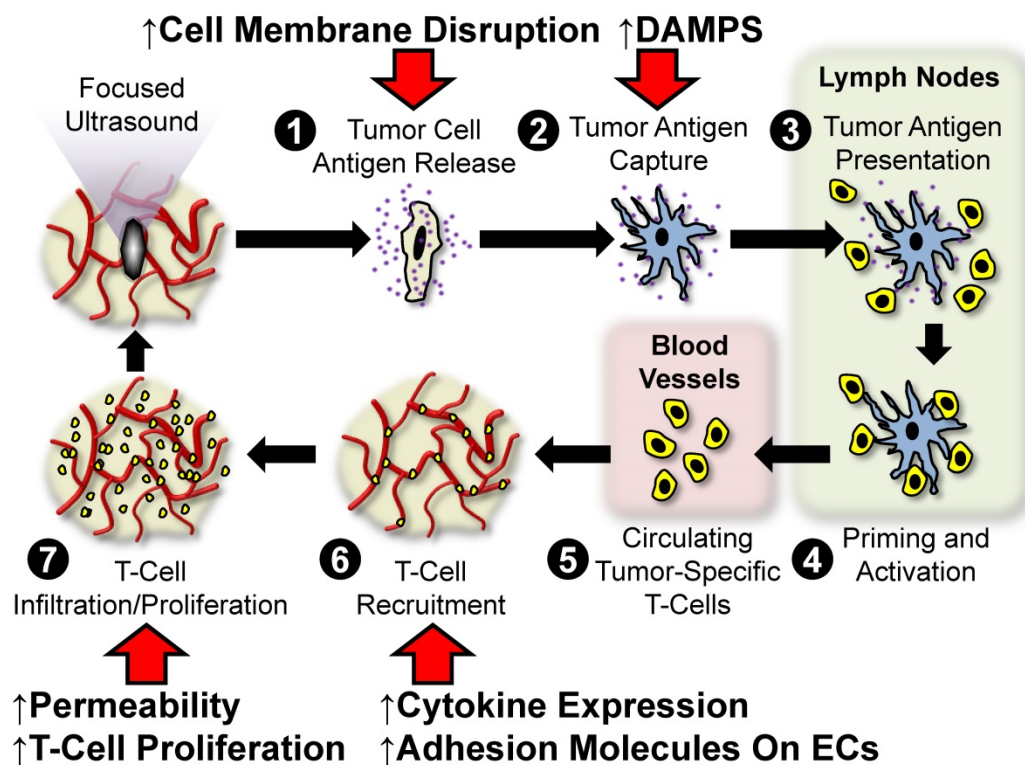 ↑Cell Membrane Disruption ↑DAMPS
Focused
Ultrasound
1 Tumor Cell
Antigen Release
2 Tumor Antigen
Capture
Lymph Nodes
3 Tumor Antigen
Presentation
Blood
Vessels
7 T-Cell
Infiltration/Proliferation
6 T-Cell
Recruitment
5 Circulating
Tumor-Specific
T-Cells
4 Priming and
Activation
↑Permeability
↑T-Cell Proliferation
↑Cytokine Expression
↑Adhesion Molecules On ECs